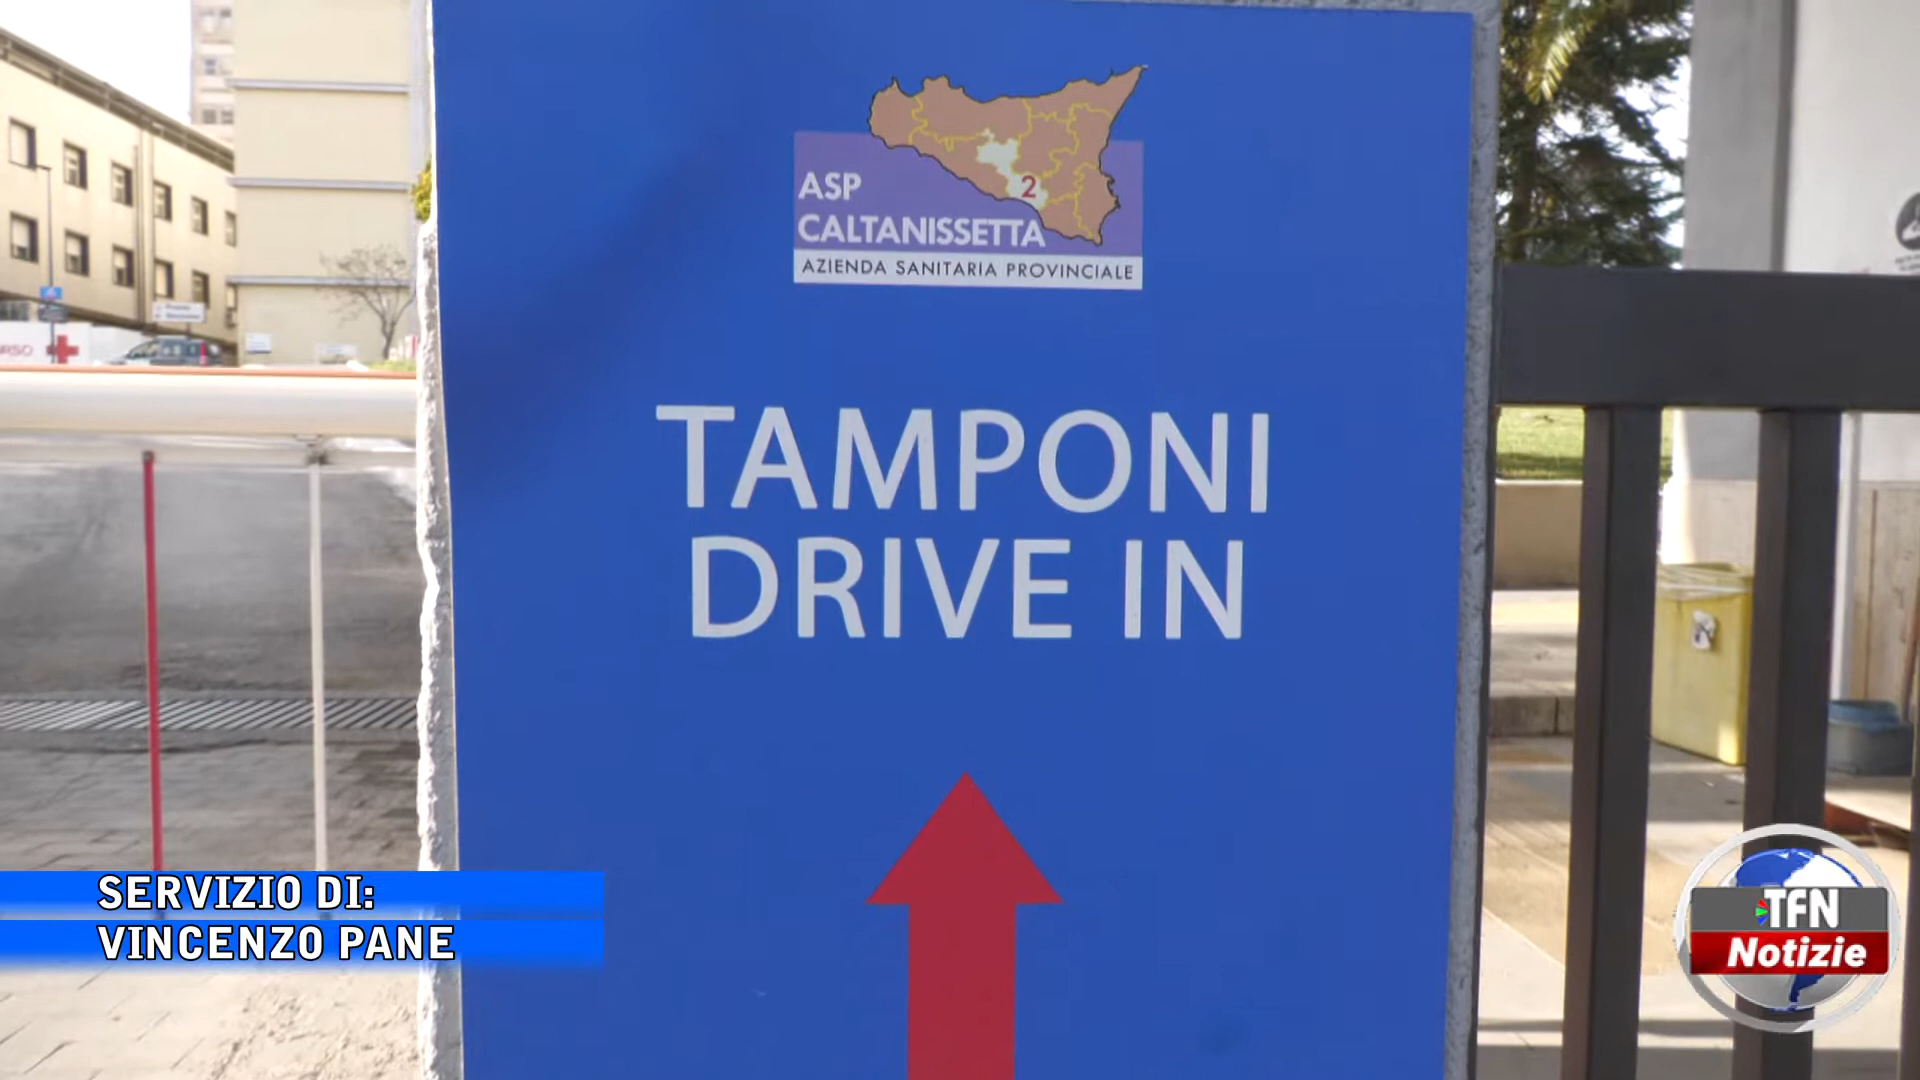 ASP
CALTANISSETTA
2
AZIENDA SANITARIA PROVINCIALE
TAMPONI
DRIVE IN
SERVIZIO DI:
VINCENZO PANE
TFN
Notizie